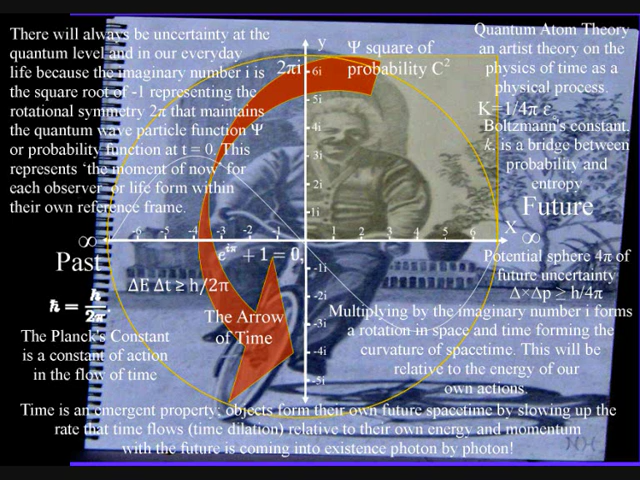 There will always be uncertainty at the
quantum level and in our everyday
life because the imaginary number i is
the square root of -1 representing the
rotational symmetry 2π that maintains
the quantum wave particle function Ψ
or probability function at t = 0. This
represents ‘the moment of now’ for
each observer or life form within
their own reference frame.
y
Ψ square of
probability C²
2πi
6i
5i
4i
3i
2i
1i
Quantum Atom Theory
an artist theory on the
physics of time as a
physical process.
K=1/4π ε
Boltzmann's constant,
k, is a bridge between
probability and
entropy
Future
-6 -5 -4 -3 -2 -1 1 2 3 4 5 6 X
∞ ∞
Past
e^iπ + 1 = 0,
-1i
-2i
-3i
-4i
-5i
ΔE Δt ≥ h/2π
ħ = h/2π,
The Arrow
of Time
The Planck's Constant
is a constant of action
in the flow of time
Potential sphere 4π of
future uncertainty
Δ×Δp ≥ h/4π
Multiplying by the imaginary number i forms
a rotation in space and time forming the
curvature of spacetime. This will be
relative to the energy of our
own actions.
Time is an emergent property; objects form their own future spacetime by slowing up the
rate that time flows (time dilation) relative to their own energy and momentum
with the future is coming into existence photon by photon!